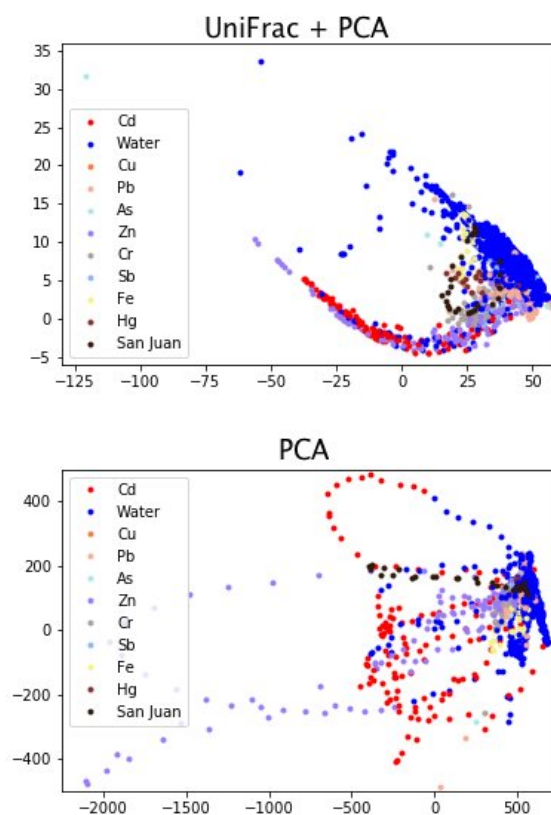 UniFrac + PCA
35
30
25
20
15
10
5
0
−5
Cd
Water
Cu
Pb
As
Zn
Cr
Sb
Fe
Hg
San Juan
−125 −100 −75 −50 −25 0 25 50
PCA
400
200
0
−200
−400
Cd
Water
Cu
Pb
As
Zn
Cr
Sb
Fe
Hg
San Juan
−2000 −1500 −1000 −500 0 500